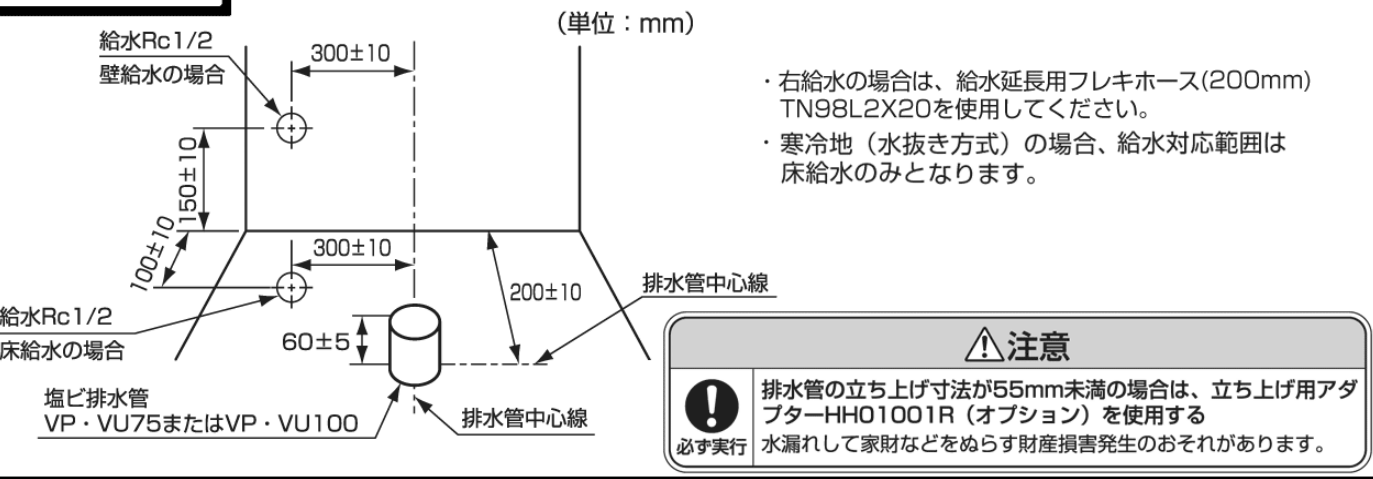 （単位：mm）
給水Rc1/2
壁給水の場合
300±10
150±10
100±10
300±10
200±10
60±5
給水Rc1/2
床給水の場合
塩ビ排水管
VP・VU75またはVP・VU100
排水管中心線
排水管中心線
・右給水の場合は、給水延長用フレキホース(200mm)
TN98L2X20を使用してください。
・寒冷地（水抜き方式）の場合、給水対応範囲は
床給水のみとなります。
注意
必ず実行
排水管の立ち上げ寸法が55mm未満の場合は、立ち上げ用アダ
プターHH01001R（オプション）を使用する
水漏れして家財などをぬらす財産損害発生のおそれがあります。